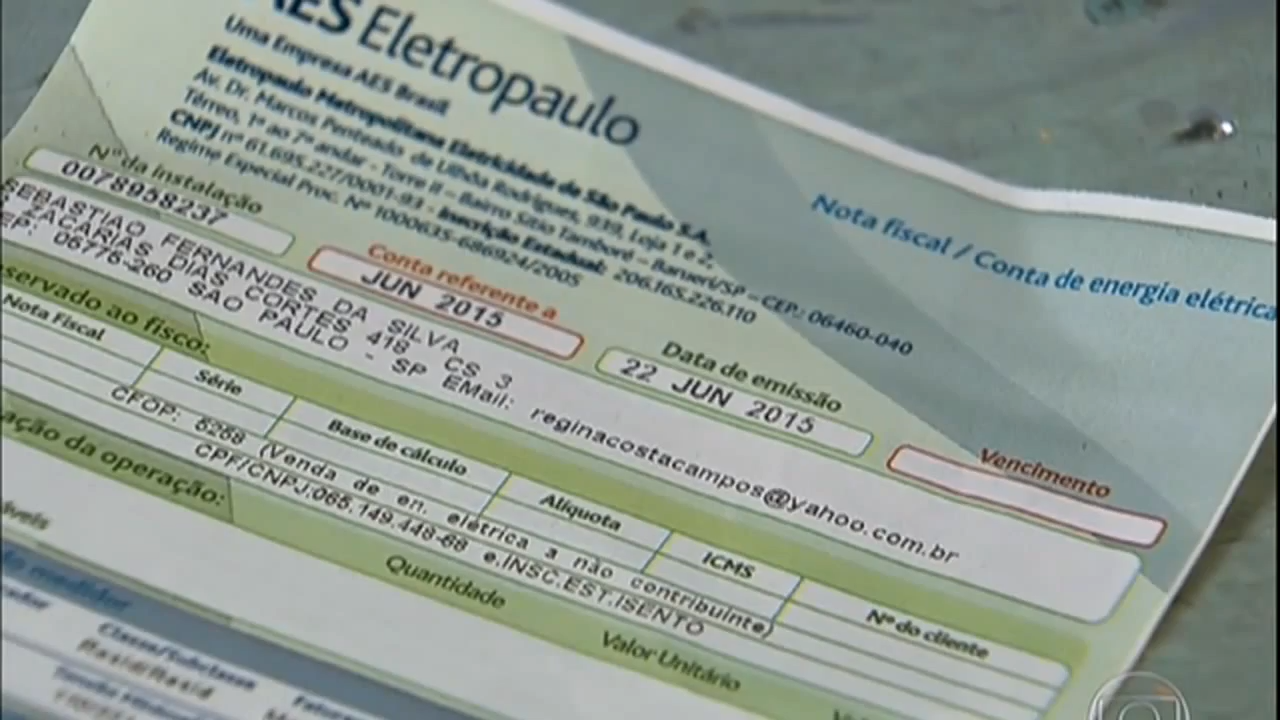 AES Eletropaulo
Uma Empresa AES Brasil
Eletropaulo Metropolitana Eletricidade de São Paulo S.A.
Av. Dr. Marcos Penteado de Ulhôa Rodrigues, 939, Loja 1 e 2,
Térreo, 1º ao 7º andar - Torre II - Bairro Sítio Tamboré - Barueri/SP - CEP: 06460-040
CNPJ nº 61.695.227/0001-93 - Inscrição Estadual: 206.165.226.110
Regime Especial Proc. Nº 1000635-686924/2005
Nota fiscal / Conta de energia elétrica
Nº da instalação
0078958237
Conta referente a
JUN 2015
Data de emissão
22 JUN 2015
Vencimento
SEBASTIAO FERNANDES DA SILVA
ZACARIAS DIAS CORTES 418 CS 3
EP: 06776-260 SAO PAULO - SP EMail: reginacostacampos@yahoo.com.br
servado ao fisco:
Nota Fiscal
Série
Base de cálculo
Alíquota
ICMS
Nº do cliente
CFOP: 5258 (Venda de en. elétrica a não contribuinte)
CPF/CNPJ:065.149.448-68 e.INSC.EST.ISENTO
ação da operação:
Quantidade
Valor Unitário
Classe/Subclasse